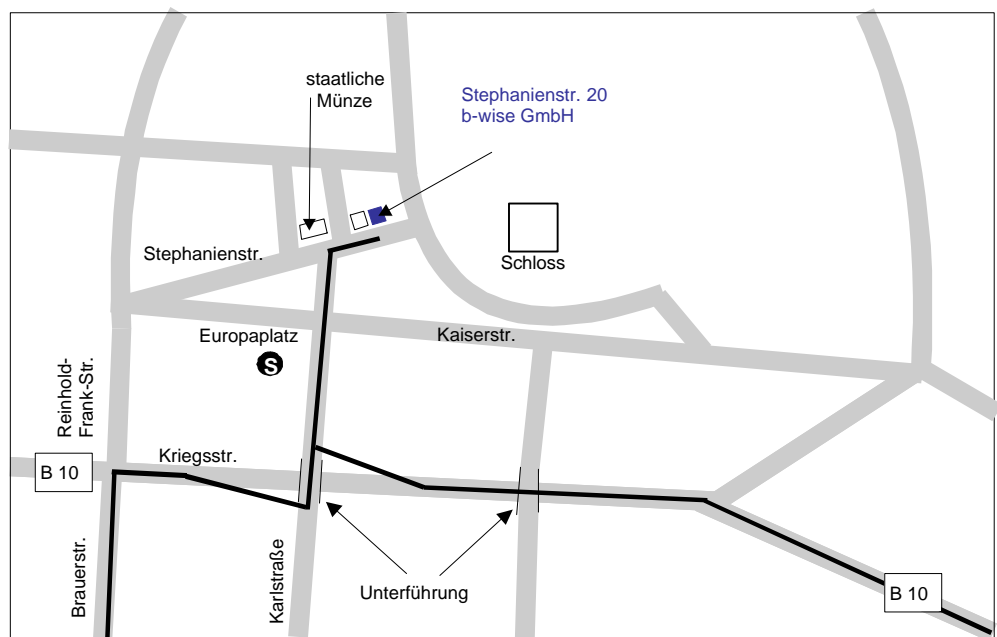 staatliche
Münze
Stephanienstr. 20
b-wise GmbH
Stephanienstr.
Schloss
Europaplatz
S
Kaiserstr.
Reinhold-
Frank-Str.
Kriegsstr.
B 10
Brauerstr.
Karlstraße
Unterführung
B 10